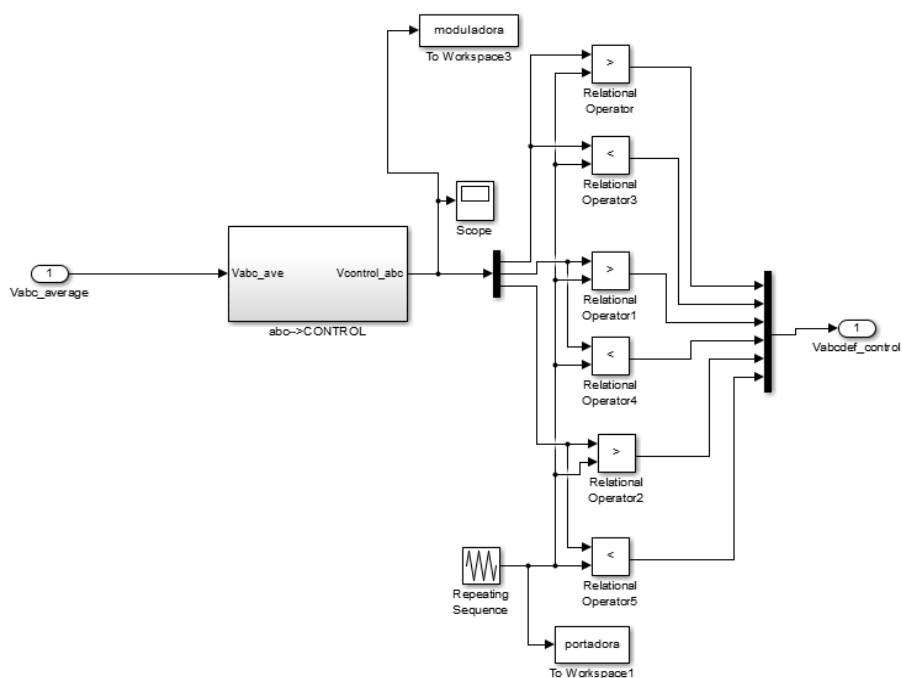 moduladora
To Workspace3
>
Relational
Operator
<
Relational
Operator3
Scope
1
Vabc_average
Vabc_ave
Vcontrol_abc
abc-->CONTROL
>
Relational
Operator1
<
Relational
Operator4
1
Vabcdef_control
>
Relational
Operator2
<
Relational
Operator5
Repeating
Sequence
portadora
To Workspace1